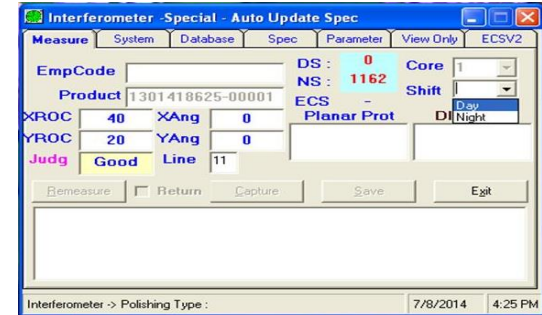 Interferometer -Special - Auto Update Spec
Measure System Database Spec Parameter View Only ECSV2
EmpCode DS : 0 Core 1
Product 1301418625-00001 NS : 1162 Shift
ECS - Day
XROC 40 XAng 0 Planar Prot DI Night
YROC 20 YAng 0
Judg Good Line 11
Remeasure Return Capture Save Exit
Interferometer -> Polishing Type : 7/8/2014 4:25 PM